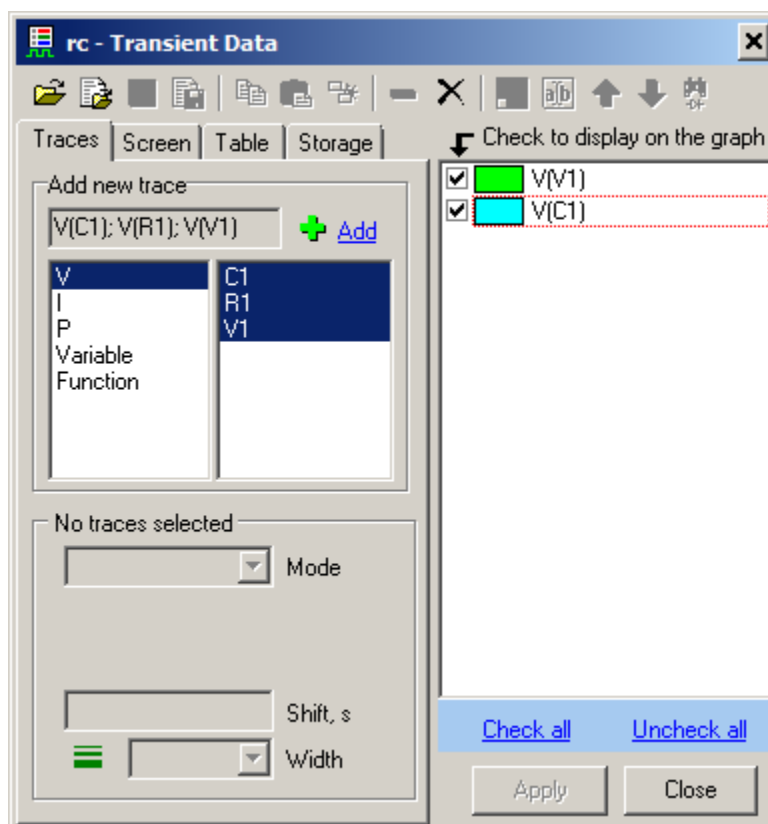 rc - Transient Data
Traces
Screen
Table
Storage
Check to display on the graph
Add new trace
V(C1); V(R1); V(V1)
Add
V
I
P
Variable
Function
C1
R1
V1
V(V1)
V(C1)
No traces selected
Mode
Shift, s
Width
Check all
Uncheck all
Apply
Close